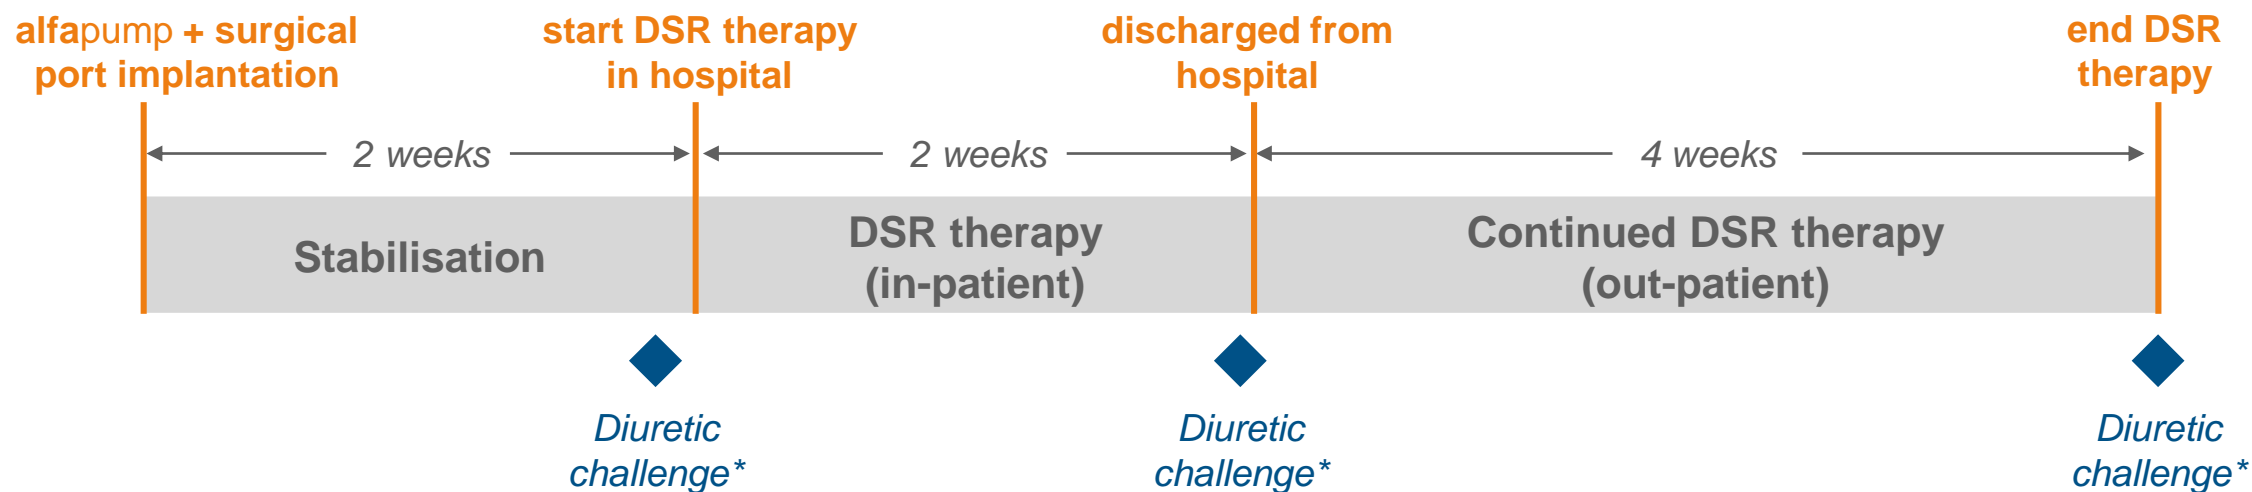 alfapump + surgical
port implantation
start DSR therapy
in hospital
discharged from
hospital
end DSR
therapy
2 weeks
2 weeks
4 weeks
Stabilisation
DSR therapy
(in-patient)
Continued DSR therapy
(out-patient)
Diuretic
challenge*
Diuretic
challenge*
Diuretic
challenge*